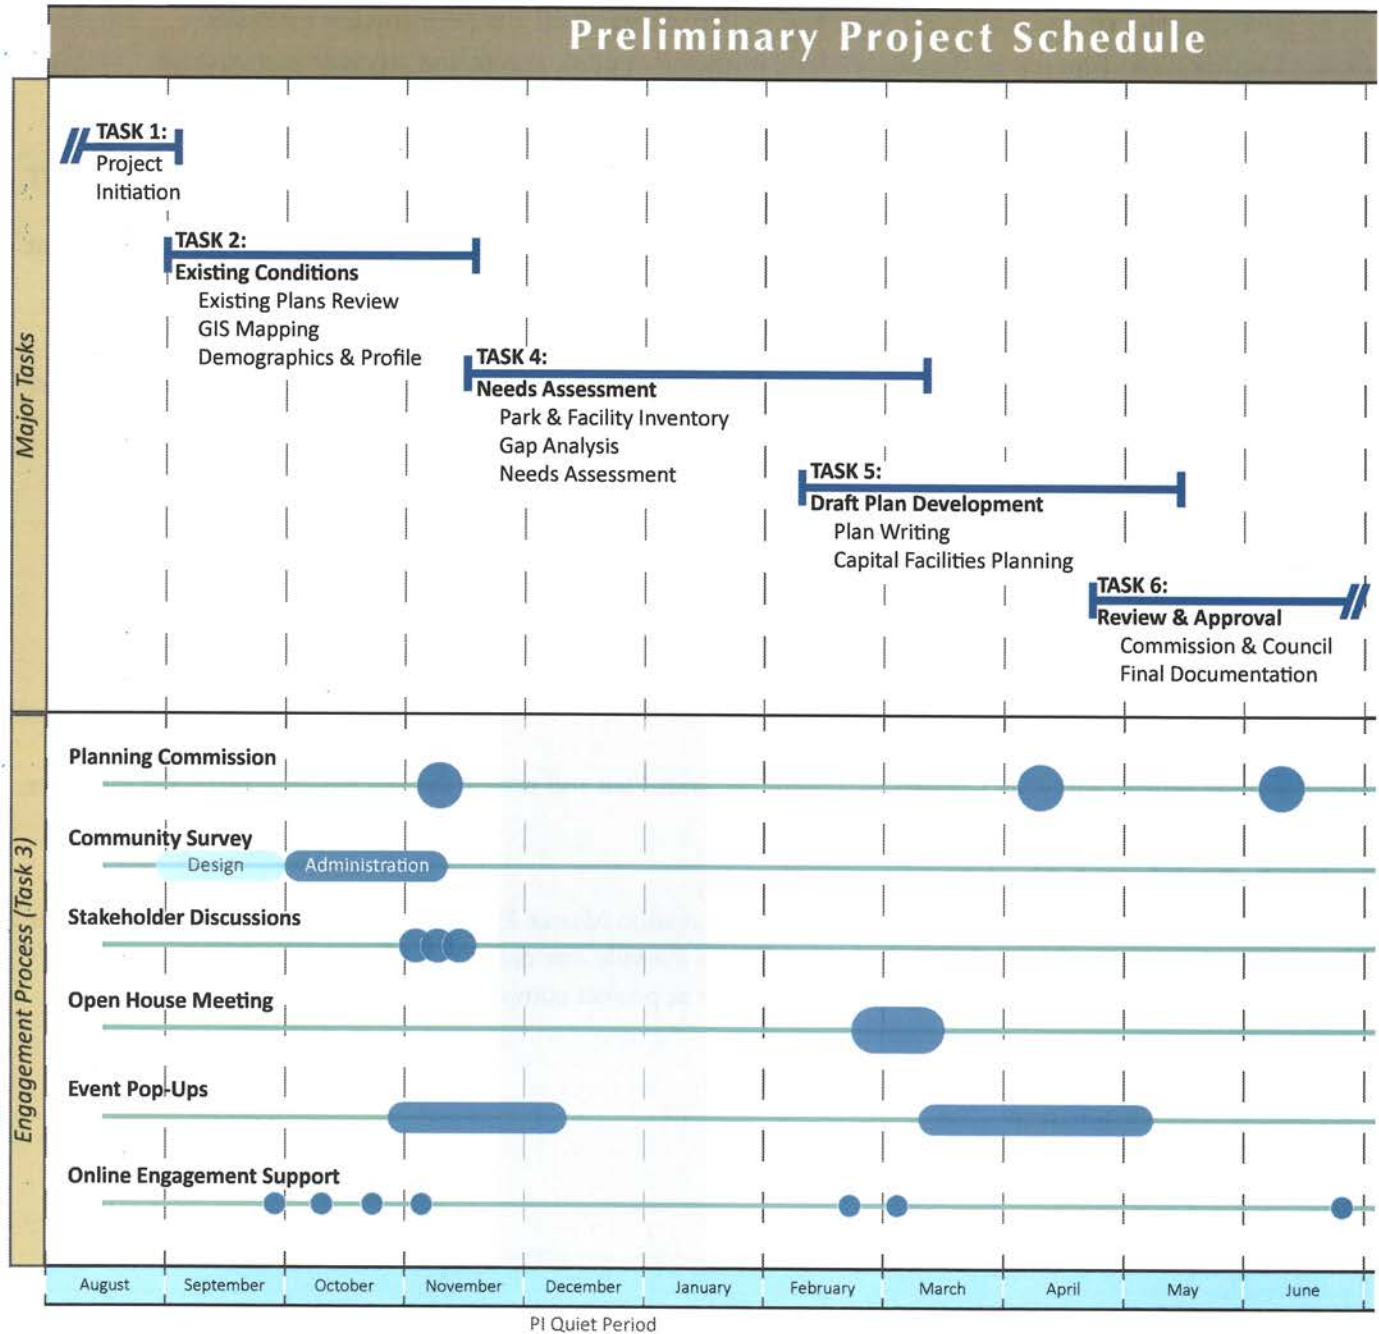 Preliminary Project Schedule
Major Tasks
TASK 1:
Project
Initiation
TASK 2:
Existing Conditions
Existing Plans Review
GIS Mapping
Demographics & Profile
TASK 4:
Needs Assessment
Park & Facility Inventory
Gap Analysis
Needs Assessment
TASK 5:
Draft Plan Development
Plan Writing
Capital Facilities Planning
TASK 6:
Review & Approval
Commission & Council
Final Documentation
Engagement Process (Task 3)
Planning Commission
Community Survey
Design Administration
Stakeholder Discussions
Open House Meeting
Event Pop-Ups
Online Engagement Support
August September October November December January February March April May June
PI Quiet Period